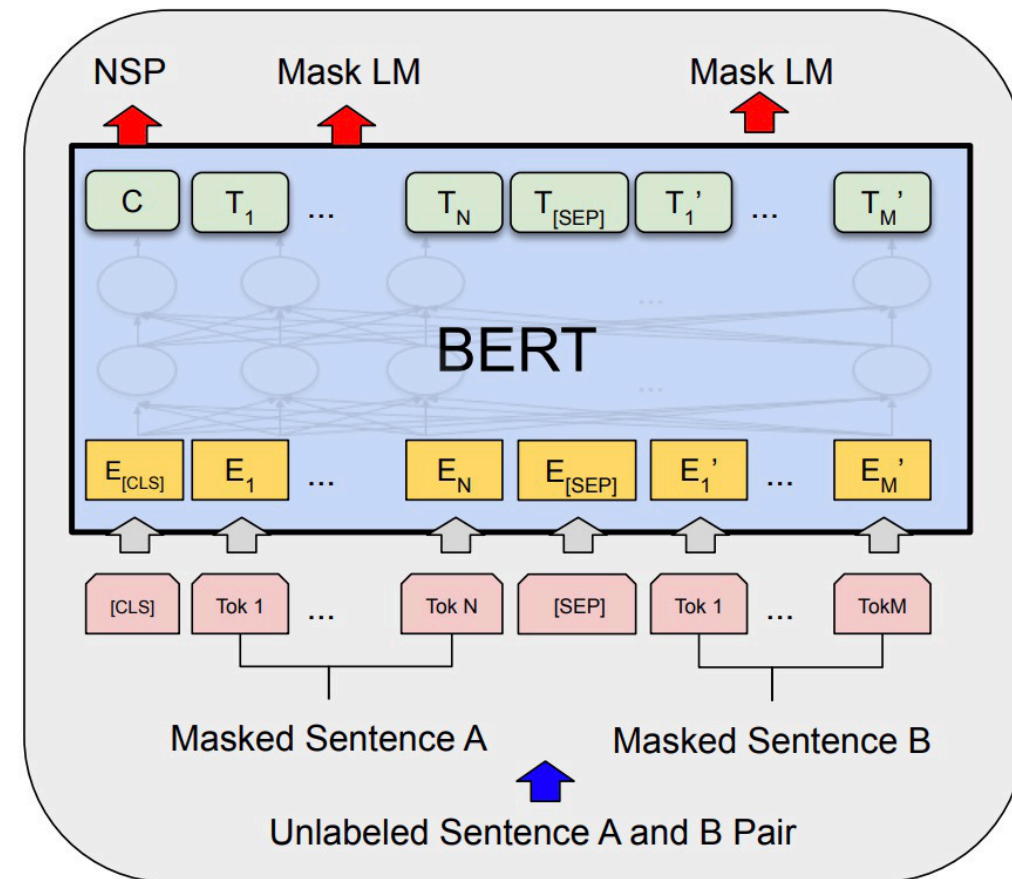 NSP Mask LM Mask LM
C T1 ... TN T[SEP] T1’ ... TM’
...
BERT
...
E[CLS] E1 ... EN E[SEP] E1’ ... EM’
[CLS] Tok 1 ... Tok N [SEP] Tok 1 ... TokM
Masked Sentence A Masked Sentence B
Unlabeled Sentence A and B Pair